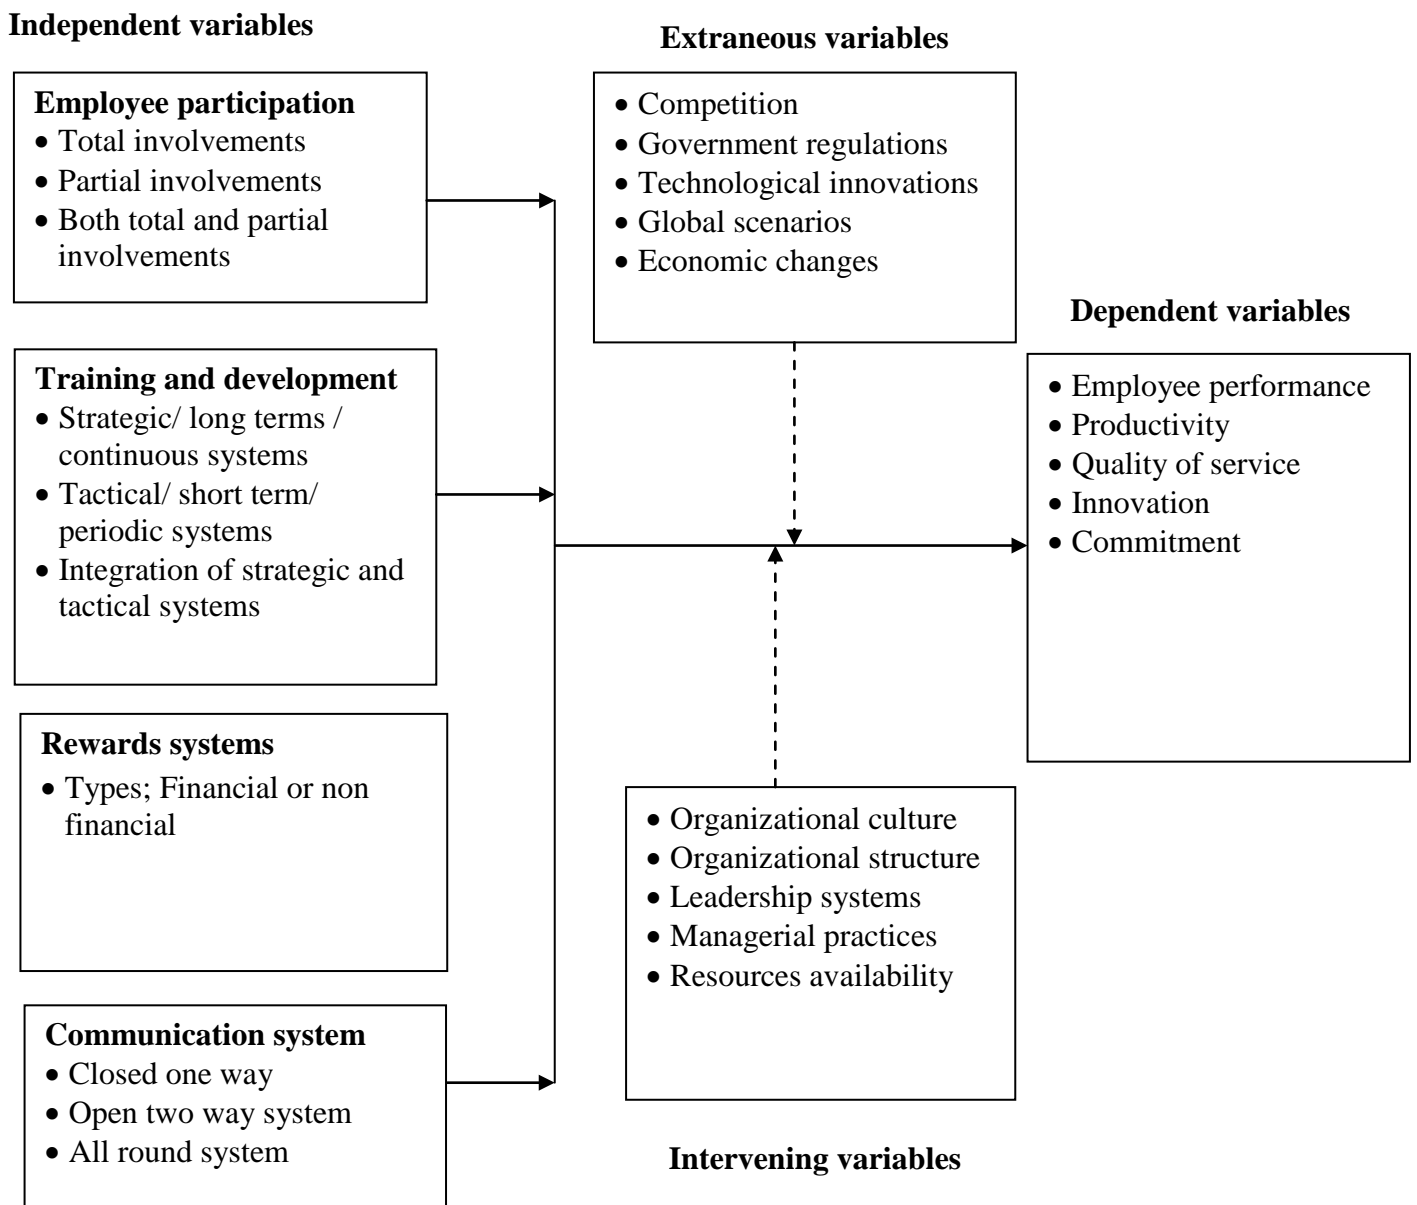 Independent variables
Employee participation
• Total involvements
• Partial involvements
• Both total and partial
involvements
Training and development
• Strategic/ long terms /
continuous systems
• Tactical/ short term/
periodic systems
• Integration of strategic and
tactical systems
Rewards systems
• Types; Financial or non
financial
Communication system
• Closed one way
• Open two way system
• All round system
Extraneous variables
• Competition
• Government regulations
• Technological innovations
• Global scenarios
• Economic changes
• Organizational culture
• Organizational structure
• Leadership systems
• Managerial practices
• Resources availability
Intervening variables
Dependent variables
• Employee performance
• Productivity
• Quality of service
• Innovation
• Commitment